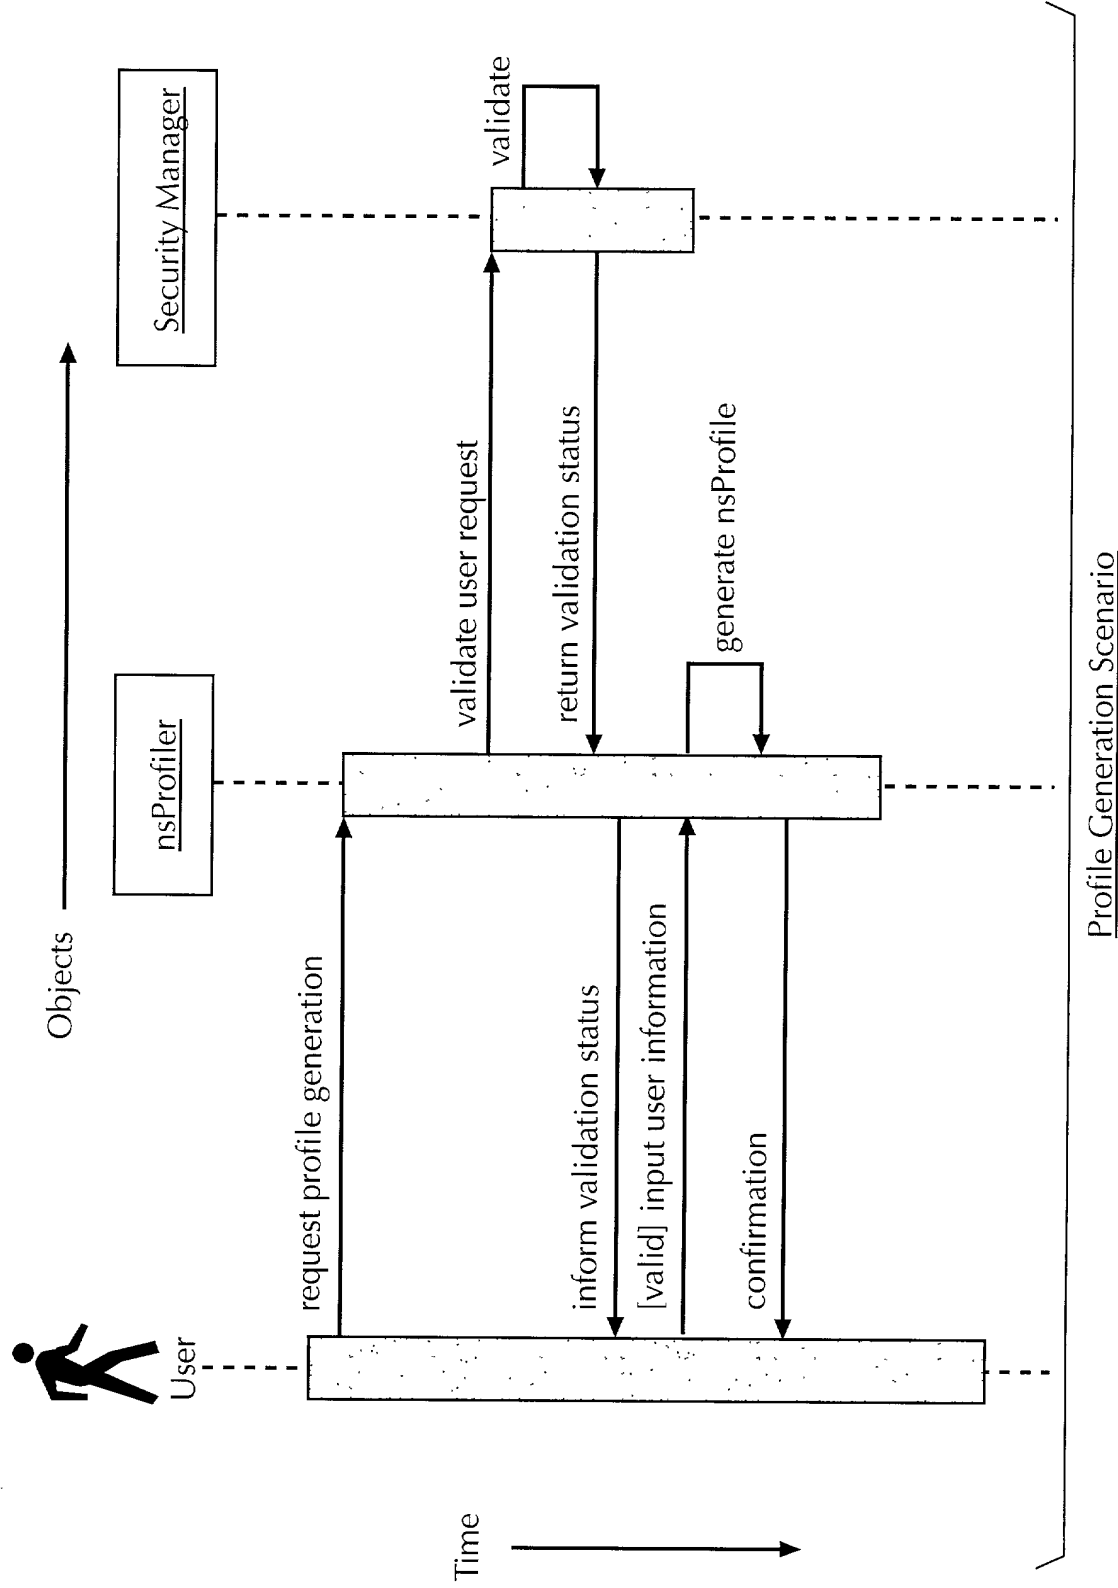 Objects
User
nsProfiler
Security Manager
Time
request profile generation
validate user request
validate
return validation status
inform validation status
[valid] input user information
generate nsProfile
confirmation
Profile Generation Scenario